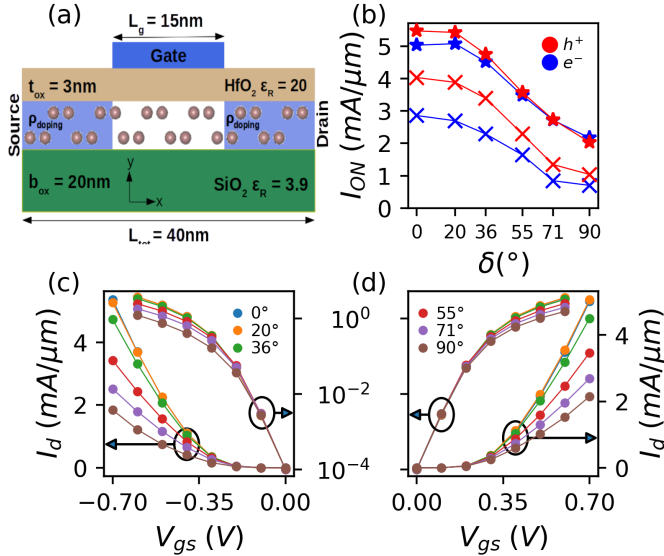 (a)
L_g = 15nm
Gate
t_ox = 3nm
HfO₂ ε_R = 20
Source
ρ_doping
ρ_doping
Drain
y
x
b_ox = 20nm
SiO₂ ε_R = 3.9
L_tot = 40nm
(b)
I_ON (mA/μm)
6
5
4
3
2
1
0
h⁺
e⁻
0 20 36 55 71 90
δ(°)
(c)
I_d (mA/μm)
4
2
0
0°
20°
36°
10⁰
10⁻²
10⁻⁴
−0.70 −0.35 0.00
V_gs (V)
(d)
55°
71°
90°
4
2
0
I_d (mA/μm)
0.00 0.35 0.70
V_gs (V)